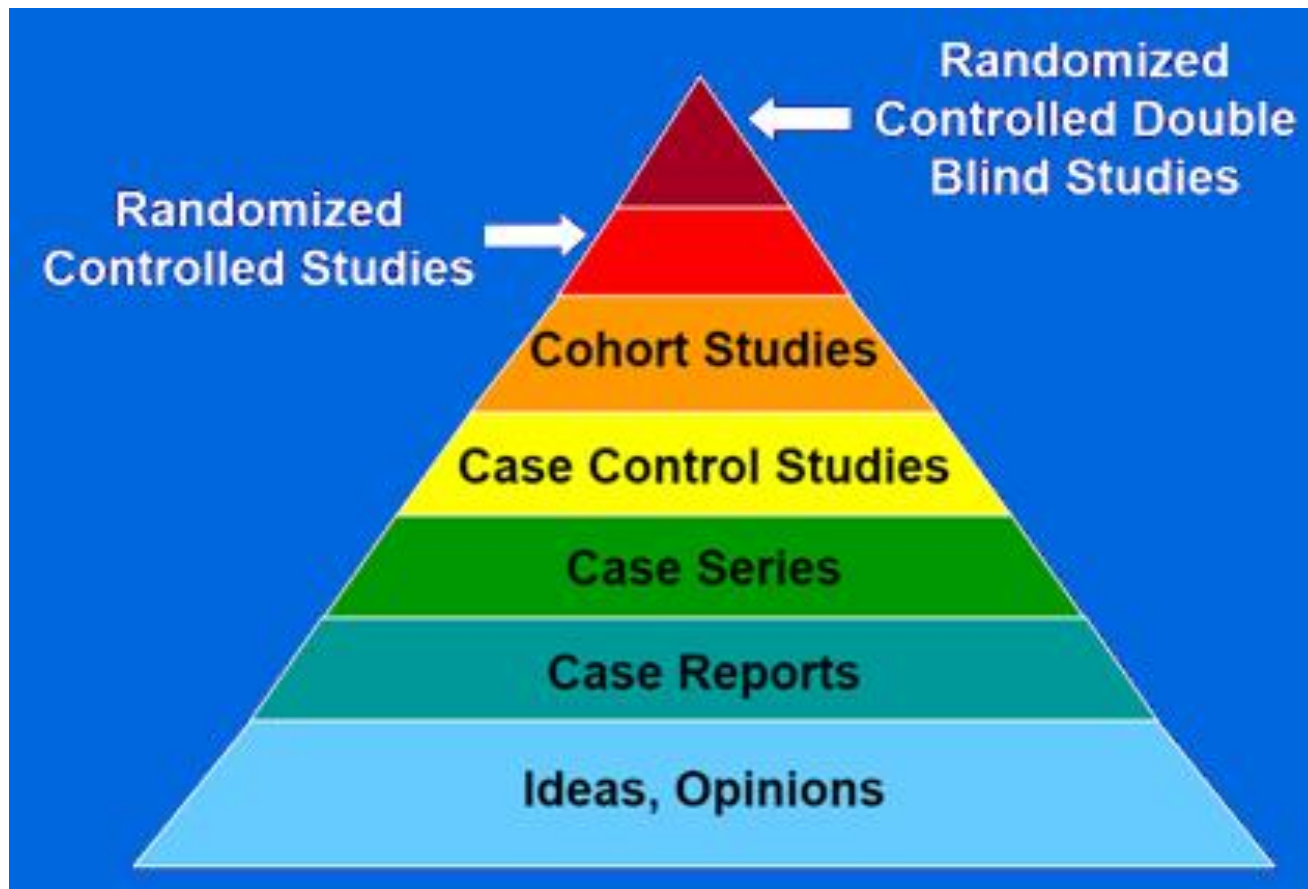 Randomized
Controlled Double
Blind Studies
Randomized
Controlled Studies
Cohort Studies
Case Control Studies
Case Series
Case Reports
Ideas, Opinions